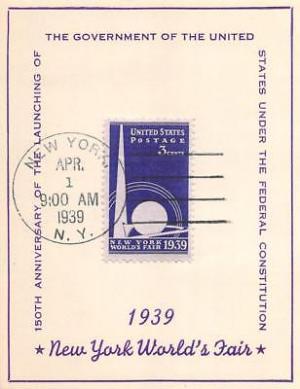 150TH ANNIVERSARY OF THE LAUNCHING OF
THE GOVERNMENT OF THE UNITED
STATES UNDER THE FEDERAL CONSTITUTION
UNITED STATES
POSTAGE
3 CENTS
NEW YORK
WORLD'S FAIR 1939
NEW YORK,
APR.
1
9:00 AM
1939
N. Y.
1939
★ New York World's Fair ★